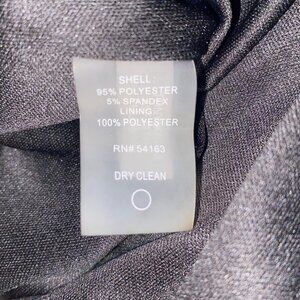 SHELL:
95% POLYESTER
5% SPANDEX
LINING:
100% POLYESTER
RN# 54163
DRY CLEAN